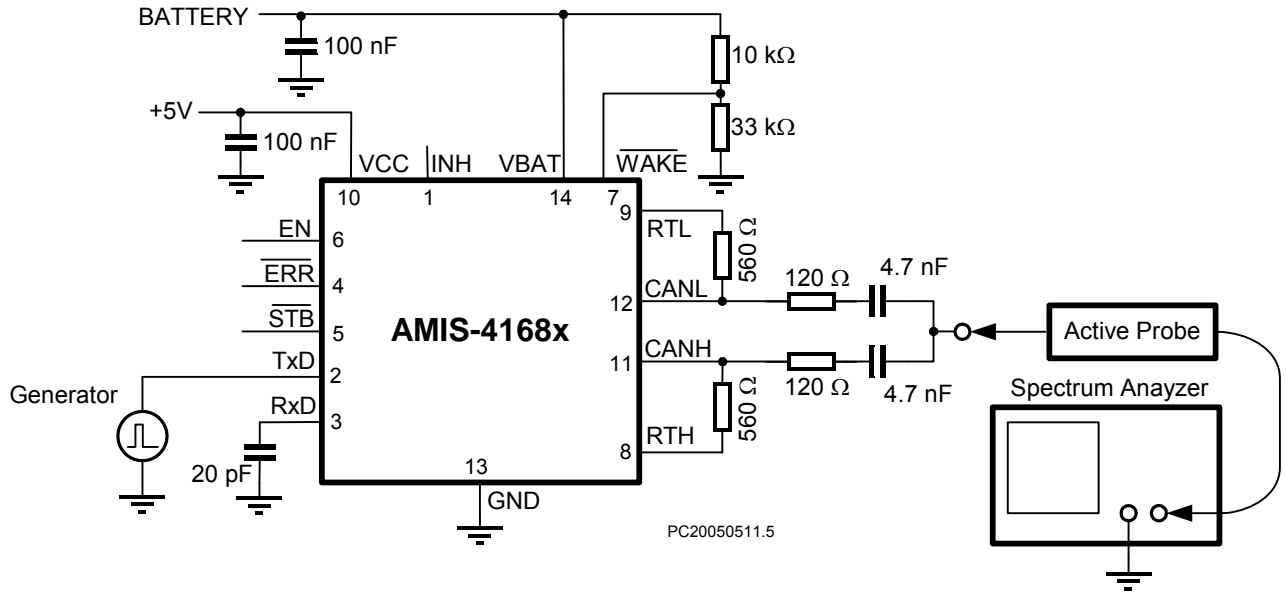 BATTERY
100 nF
10 kΩ
+5V
100 nF
33 kΩ
VCC
INH
VBAT
WAKE
10
1
14
7
9
RTL
560 Ω
EN
6
ERR
4
STB
5
TxD
2
RxD
3
Generator
20 pF
AMIS-4168x
12
CANL
120 Ω
4.7 nF
11
CANH
120 Ω
4.7 nF
560 Ω
8
RTH
13
GND
Active Probe
Spectrum Anayzer
PC20050511.5